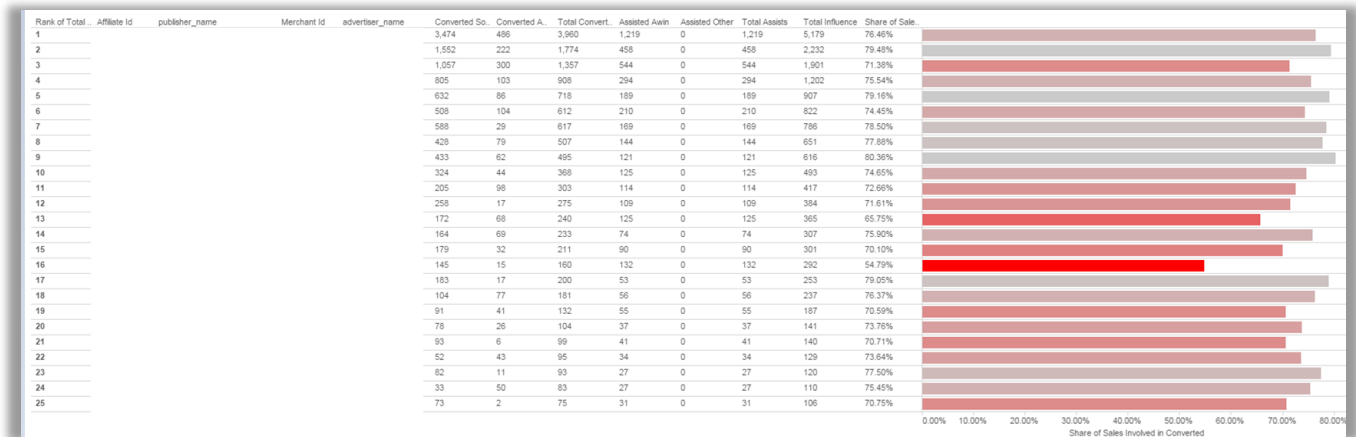 Rank of Total .. Affiliate Id publisher_name Merchant Id advertiser_name Converted So.. Converted A.. Total Convert.. Assisted Awin Assisted Other Total Assists Total Influence Share of Sale..
1 3,474 486 3,960 1,219 0 1,219 5,179 76.46%
2 1,552 222 1,774 458 0 458 2,232 79.48%
3 1,057 300 1,357 544 0 544 1,901 71.38%
4 805 103 908 294 0 294 1,202 75.54%
5 632 86 718 189 0 189 907 79.16%
6 508 104 612 210 0 210 822 74.45%
7 588 29 617 169 0 169 786 78.50%
8 428 79 507 144 0 144 651 77.88%
9 433 62 495 121 0 121 616 80.36%
10 324 44 368 125 0 125 493 74.65%
11 205 98 303 114 0 114 417 72.66%
12 258 17 275 109 0 109 384 71.61%
13 172 68 240 125 0 125 365 65.75%
14 164 69 233 74 0 74 307 75.90%
15 179 32 211 90 0 90 301 70.10%
16 145 15 160 132 0 132 292 54.79%
17 183 17 200 53 0 53 253 79.05%
18 104 77 181 56 0 56 237 76.37%
19 91 41 132 55 0 55 187 70.59%
20 78 26 104 37 0 37 141 73.76%
21 93 6 99 41 0 41 140 70.71%
22 52 43 95 34 0 34 129 73.64%
23 82 11 93 27 0 27 120 77.50%
24 33 50 83 27 0 27 110 75.45%
25 73 2 75 31 0 31 106 70.75%
0.00% 10.00% 20.00% 30.00% 40.00% 50.00% 60.00% 70.00% 80.00%
Share of Sales Involved in Converted